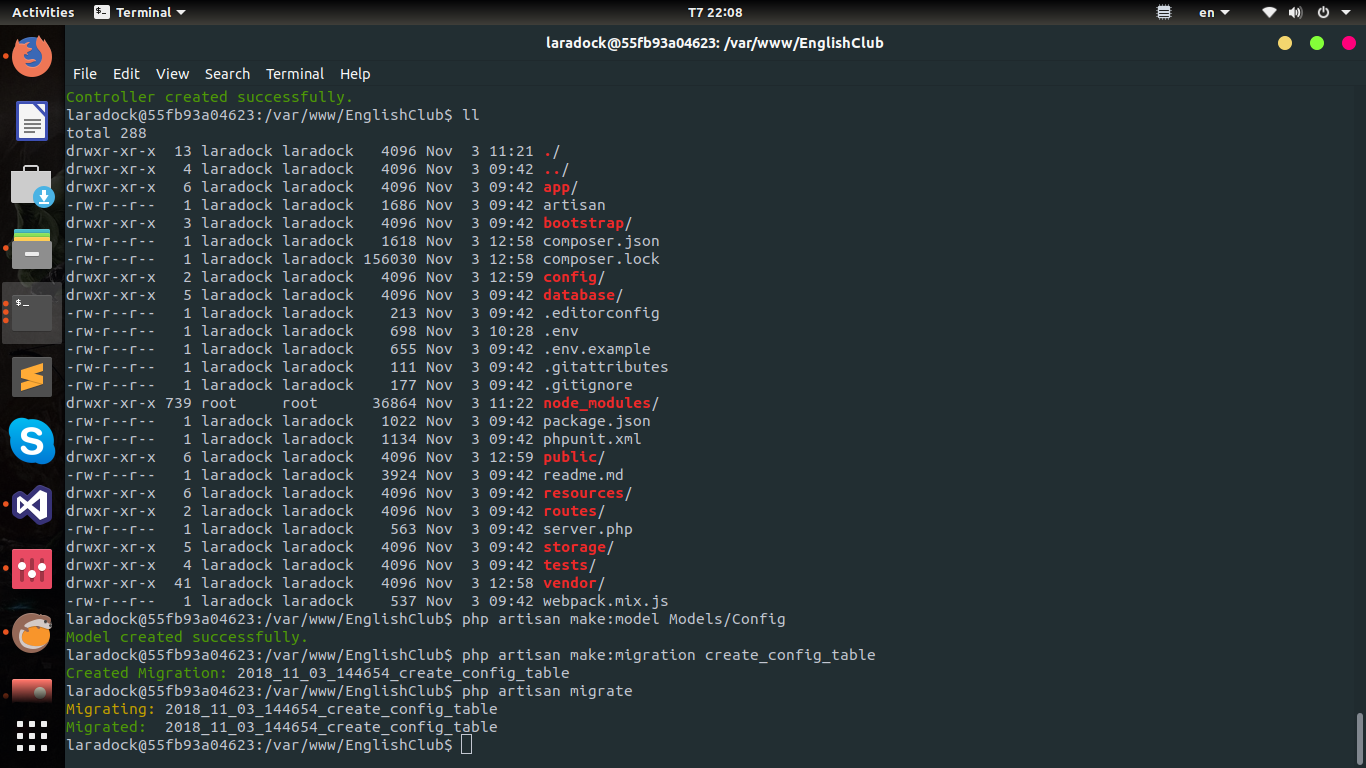 Activities Terminal T7 22:08 en
laradock@55fb93a04623: /var/www/EnglishClub
File Edit View Search Terminal Help
Controller created successfully.
laradock@55fb93a04623:/var/www/EnglishClub$ ll
total 288
drwxr-xr-x  13 laradock laradock   4096 Nov  3 11:21 ./
drwxr-xr-x   4 laradock laradock   4096 Nov  3 09:42 ../
drwxr-xr-x   6 laradock laradock   4096 Nov  3 09:42 app/
-rw-r--r--   1 laradock laradock   1686 Nov  3 09:42 artisan
drwxr-xr-x   3 laradock laradock   4096 Nov  3 09:42 bootstrap/
-rw-r--r--   1 laradock laradock   1618 Nov  3 12:58 composer.json
-rw-r--r--   1 laradock laradock 156030 Nov  3 12:58 composer.lock
drwxr-xr-x   2 laradock laradock   4096 Nov  3 12:59 config/
drwxr-xr-x   5 laradock laradock   4096 Nov  3 09:42 database/
-rw-r--r--   1 laradock laradock    213 Nov  3 09:42 .editorconfig
-rw-r--r--   1 laradock laradock    698 Nov  3 10:28 .env
-rw-r--r--   1 laradock laradock    655 Nov  3 09:42 .env.example
-rw-r--r--   1 laradock laradock    111 Nov  3 09:42 .gitattributes
-rw-r--r--   1 laradock laradock    177 Nov  3 09:42 .gitignore
drwxr-xr-x 739 root     root      36864 Nov  3 11:22 node_modules/
-rw-r--r--   1 laradock laradock   1022 Nov  3 09:42 package.json
-rw-r--r--   1 laradock laradock   1134 Nov  3 09:42 phpunit.xml
drwxr-xr-x   6 laradock laradock   4096 Nov  3 12:59 public/
-rw-r--r--   1 laradock laradock   3924 Nov  3 09:42 readme.md
drwxr-xr-x   6 laradock laradock   4096 Nov  3 09:42 resources/
drwxr-xr-x   2 laradock laradock   4096 Nov  3 09:42 routes/
-rw-r--r--   1 laradock laradock    563 Nov  3 09:42 server.php
drwxr-xr-x   5 laradock laradock   4096 Nov  3 09:42 storage/
drwxr-xr-x   4 laradock laradock   4096 Nov  3 09:42 tests/
drwxr-xr-x  41 laradock laradock   4096 Nov  3 12:58 vendor/
-rw-r--r--   1 laradock laradock    537 Nov  3 09:42 webpack.mix.js
laradock@55fb93a04623:/var/www/EnglishClub$ php artisan make:model Models/Config
Model created successfully.
laradock@55fb93a04623:/var/www/EnglishClub$ php artisan make:migration create_config_table
Created Migration: 2018_11_03_144654_create_config_table
laradock@55fb93a04623:/var/www/EnglishClub$ php artisan migrate
Migrating: 2018_11_03_144654_create_config_table
Migrated:  2018_11_03_144654_create_config_table
laradock@55fb93a04623:/var/www/EnglishClub$